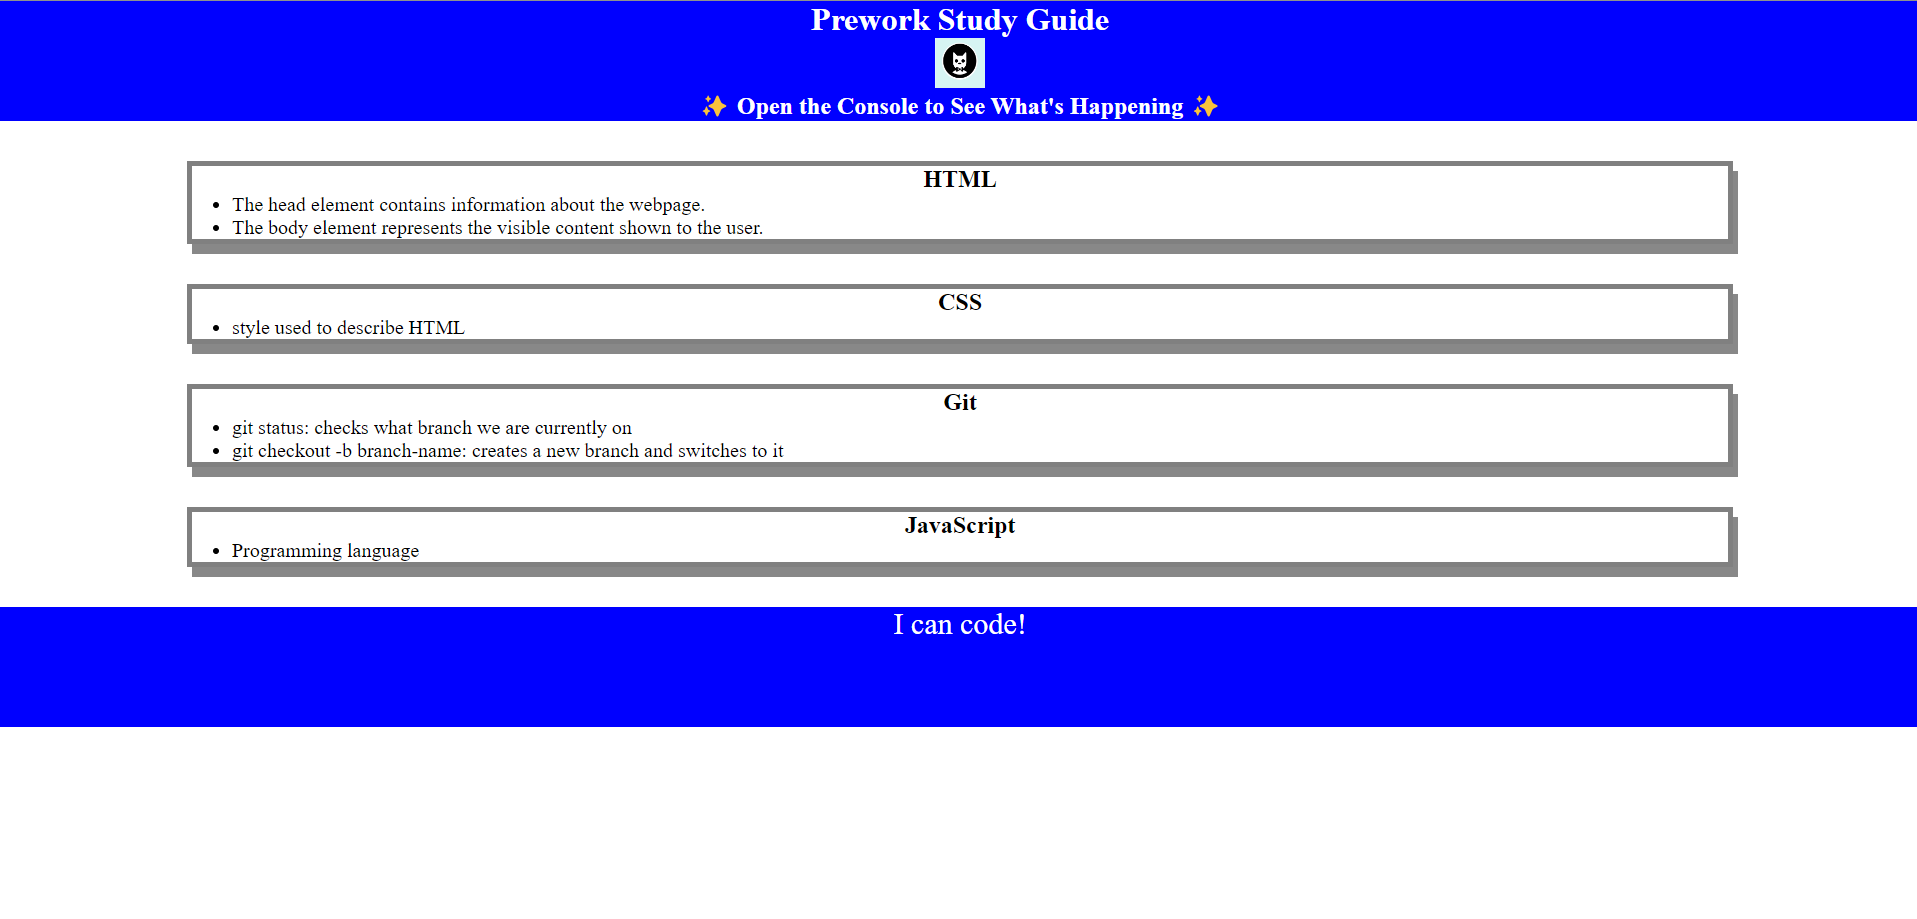 Prework Study Guide
✨ Open the Console to See What's Happening ✨
HTML
• The head element contains information about the webpage.
• The body element represents the visible content shown to the user.
CSS
• style used to describe HTML
Git
• git status: checks what branch we are currently on
• git checkout -b branch-name: creates a new branch and switches to it
JavaScript
• Programming language
I can code!